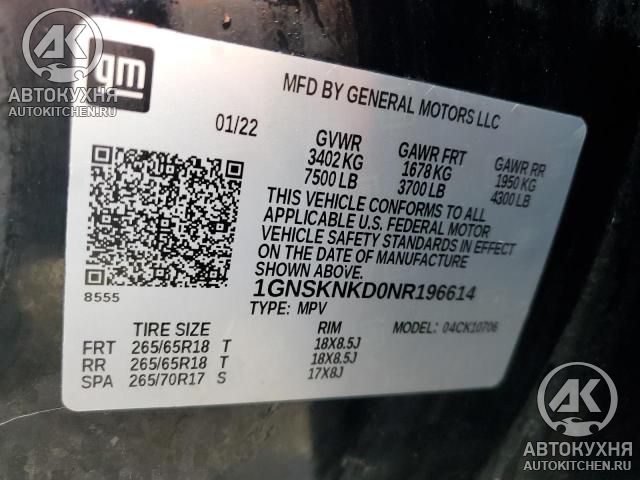 AK
АВТОКУХНЯ
AUTOKITCHEN.RU
gm
MFD BY GENERAL MOTORS LLC
01/22
GVWR GAWR FRT GAWR RR
3402 KG 1678 KG 1950 KG
7500 LB 3700 LB 4300 LB
THIS VEHICLE CONFORMS TO ALL
APPLICABLE U.S. FEDERAL MOTOR
VEHICLE SAFETY STANDARDS IN EFFECT
ON THE DATE OF MANUFACTURE
SHOWN ABOVE.
8555
1GNSKNKD0NR196614
TYPE: MPV MODEL: 04CK10706
TIRE SIZE RIM
FRT 265/65R18 T 18X8.5J
RR 265/65R18 T 18X8.5J
SPA 265/70R17 S 17X8J
AK
АВТОКУХНЯ
AUTOKITCHEN.RU